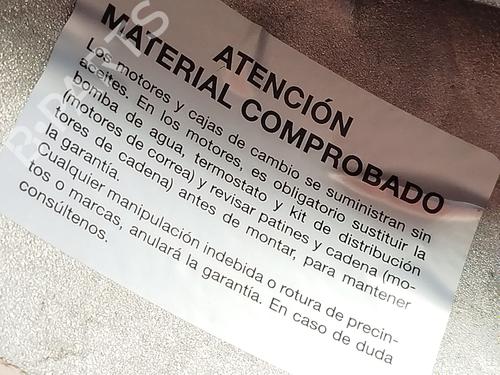 B-PARTS
ATENCIÓN
MATERIAL COMPROBADO
Los motores y cajas de cambio se suministran sin
aceites. En los motores, es obligatorio sustituir la
bomba de agua, termostato y kit de distribución
(motores de correa) y revisar patines y cadena (mo-
tores de cadena) antes de montar, para mantener
la garantía.
Cualquier manipulación indebida o rotura de precin-
tos o marcas, anulará la garantía. En caso de duda
consúltenos.